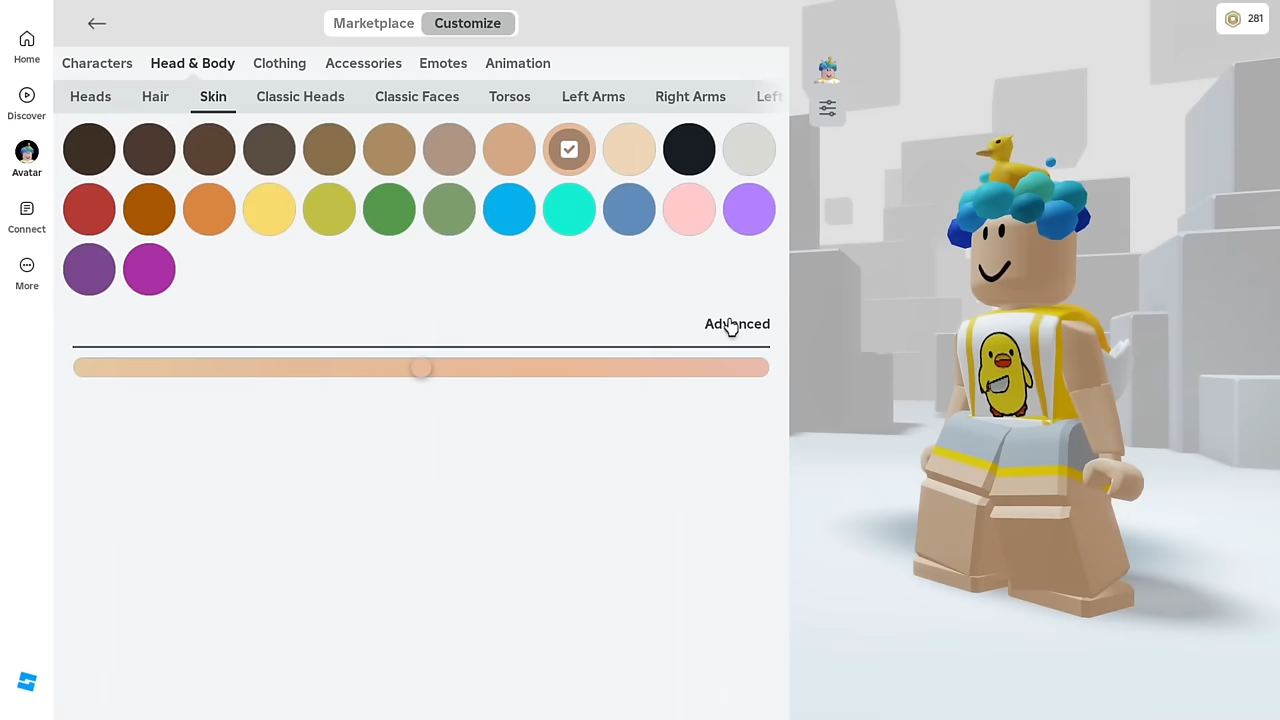 Marketplace Customize
281
Home
Discover
Avatar
Connect
More
Characters Head & Body Clothing Accessories Emotes Animation
Heads Hair Skin Classic Heads Classic Faces Torsos Left Arms Right Arms Left
Advanced